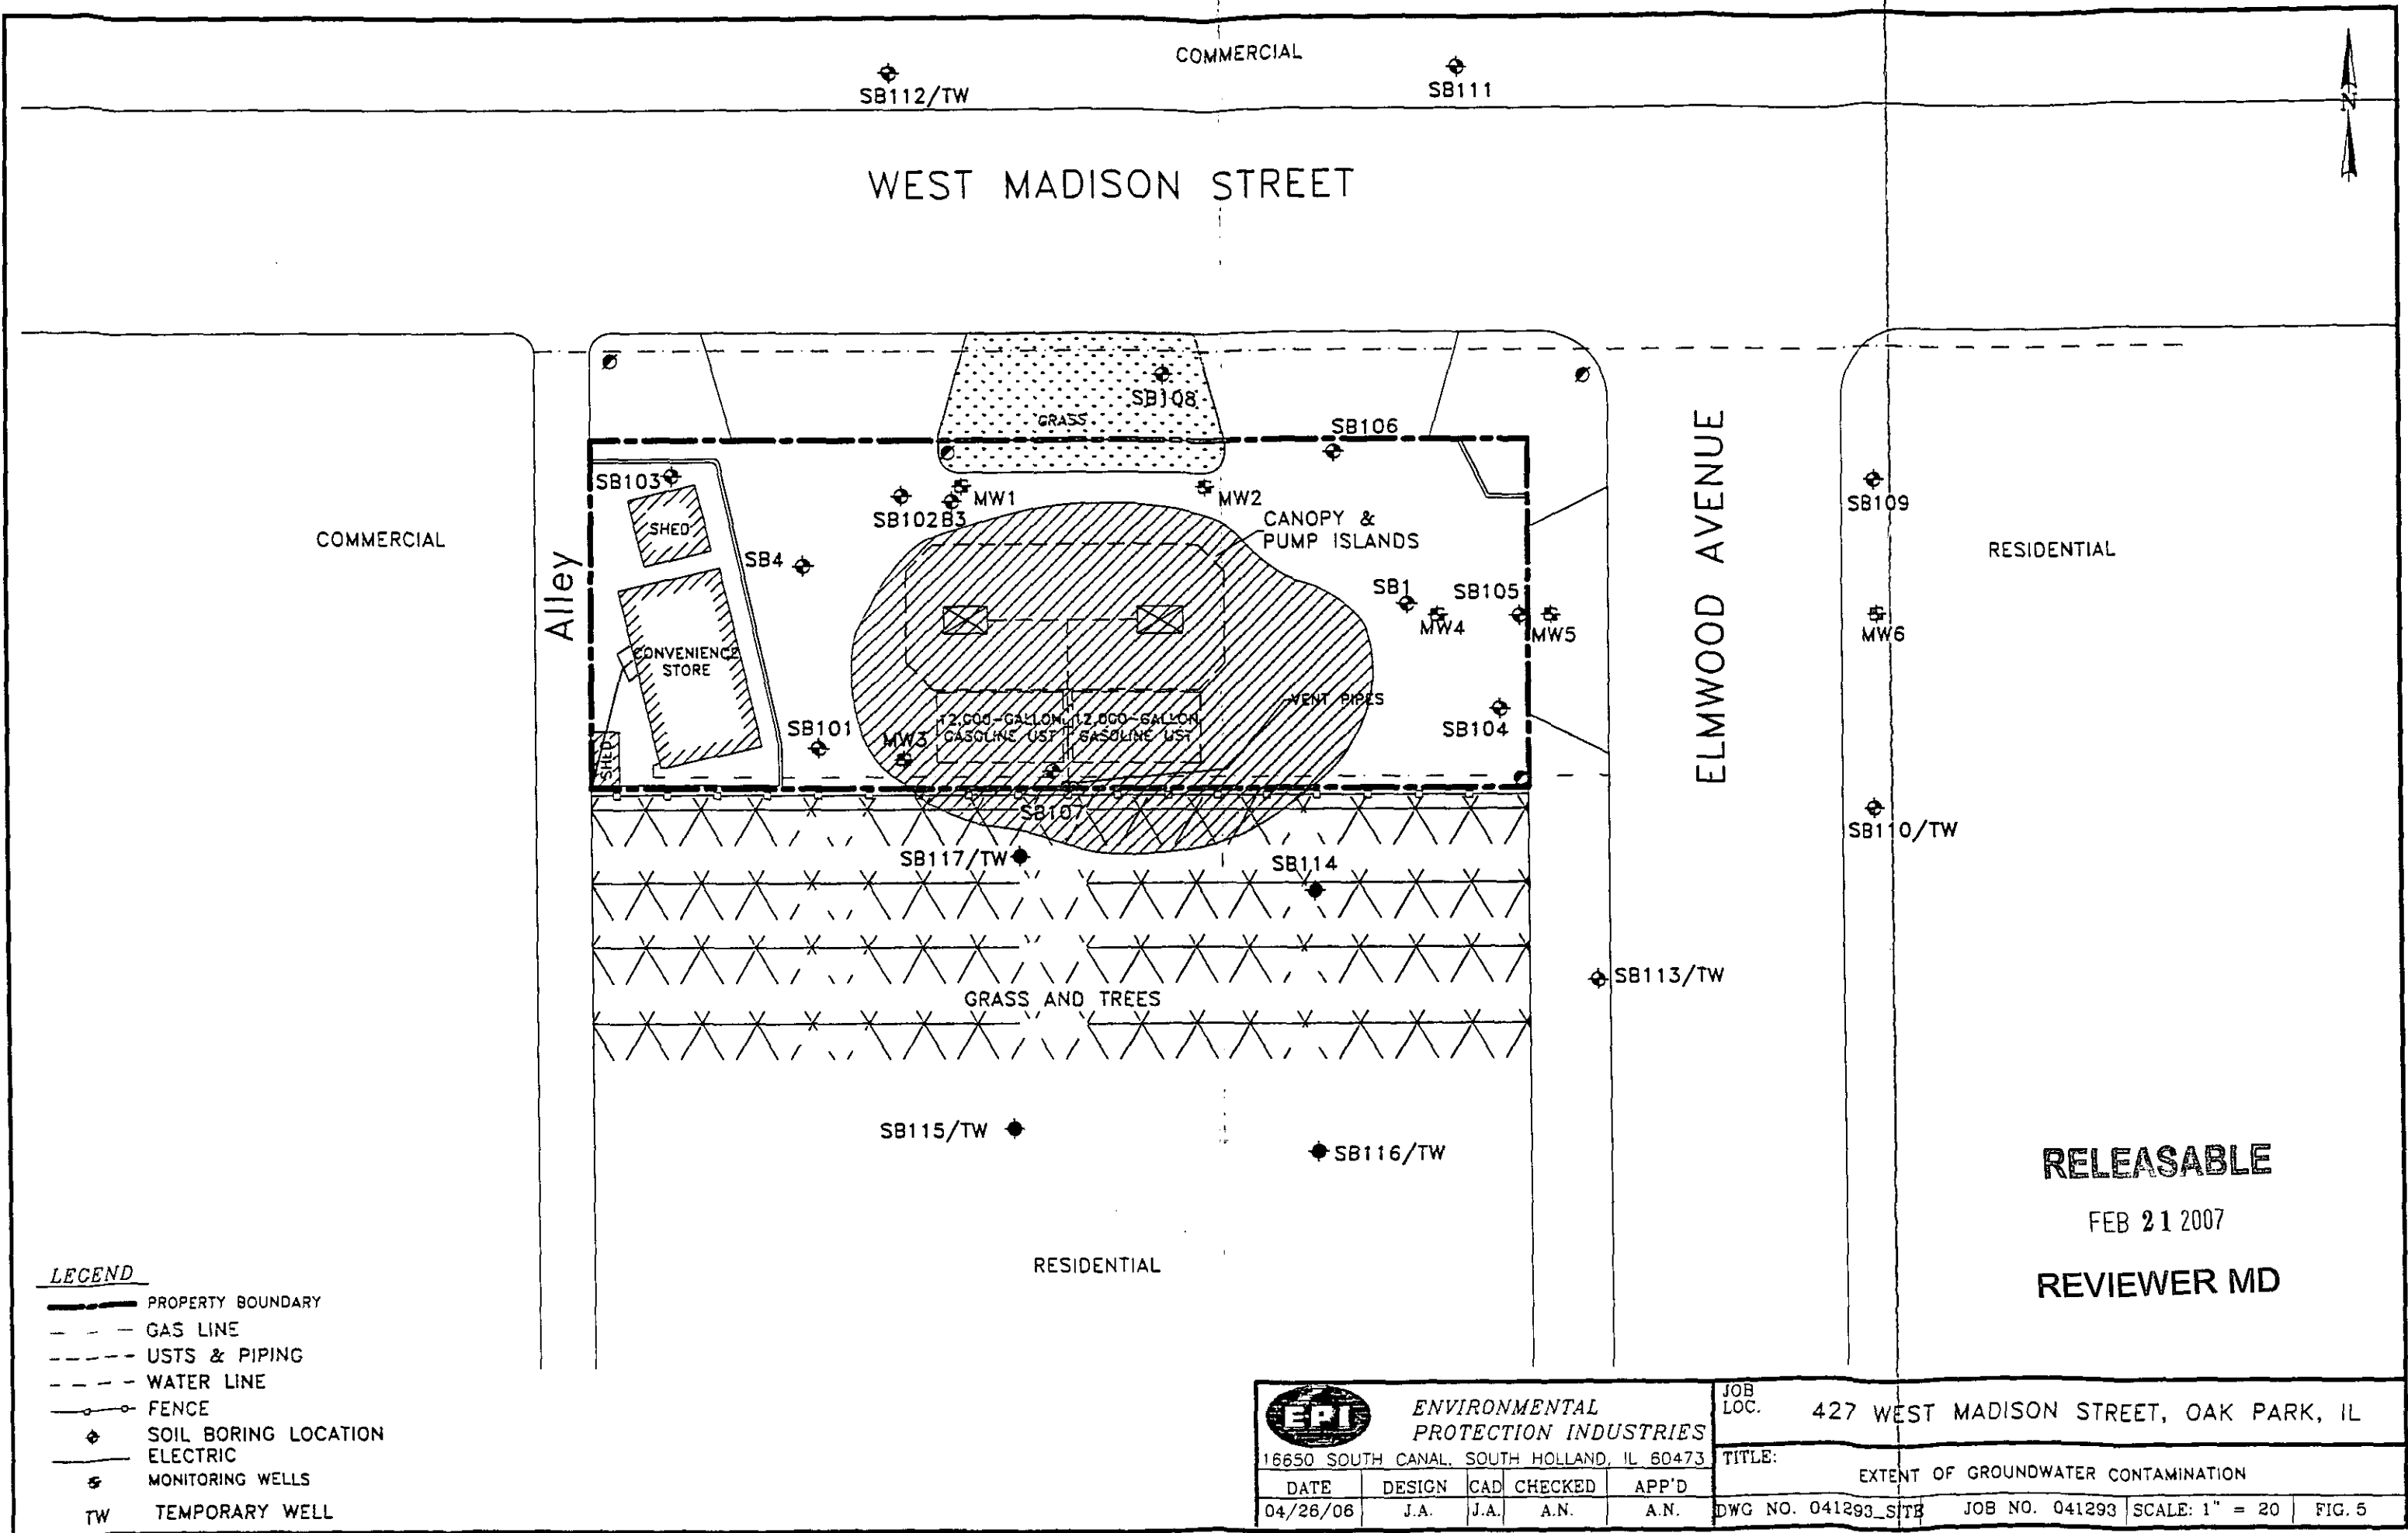 COMMERCIAL
SB112/TW
SB111
N
WEST MADISON STREET
SB108
GRASS
SB106
SB103
SB102
B3
MW1
MW2
SB109
SHED
CANOPY &
PUMP ISLANDS
COMMERCIAL
RESIDENTIAL
Alley
SB4
SB1
SB105
MW4
MW5
MW6
ELMWOOD AVENUE
CONVENIENCE
STORE
VENT PIPES
12,000-GALLON
GASOLINE UST
12,000-GALLON
GASOLINE UST
SB101
MW3
SB104
SHED
SB107
SB110/TW
SB117/TW
SB114
SB113/TW
GRASS AND TREES
SB115/TW
SB116/TW
RESIDENTIAL
RELEASABLE
FEB 21 2007
REVIEWER MD
LEGEND
PROPERTY BOUNDARY
GAS LINE
USTS & PIPING
WATER LINE
FENCE
SOIL BORING LOCATION
ELECTRIC
MONITORING WELLS
TW TEMPORARY WELL
EPI
ENVIRONMENTAL
PROTECTION INDUSTRIES
16650 SOUTH CANAL, SOUTH HOLLAND, IL 60473
DATE DESIGN CAD CHECKED APP'D
04/26/06 J.A. J.A. A.N. A.N.
JOB
LOC. 427 WEST MADISON STREET, OAK PARK, IL
TITLE:
EXTENT OF GROUNDWATER CONTAMINATION
DWG NO. 041293_SITE JOB NO. 041293 SCALE: 1" = 20 FIG. 5